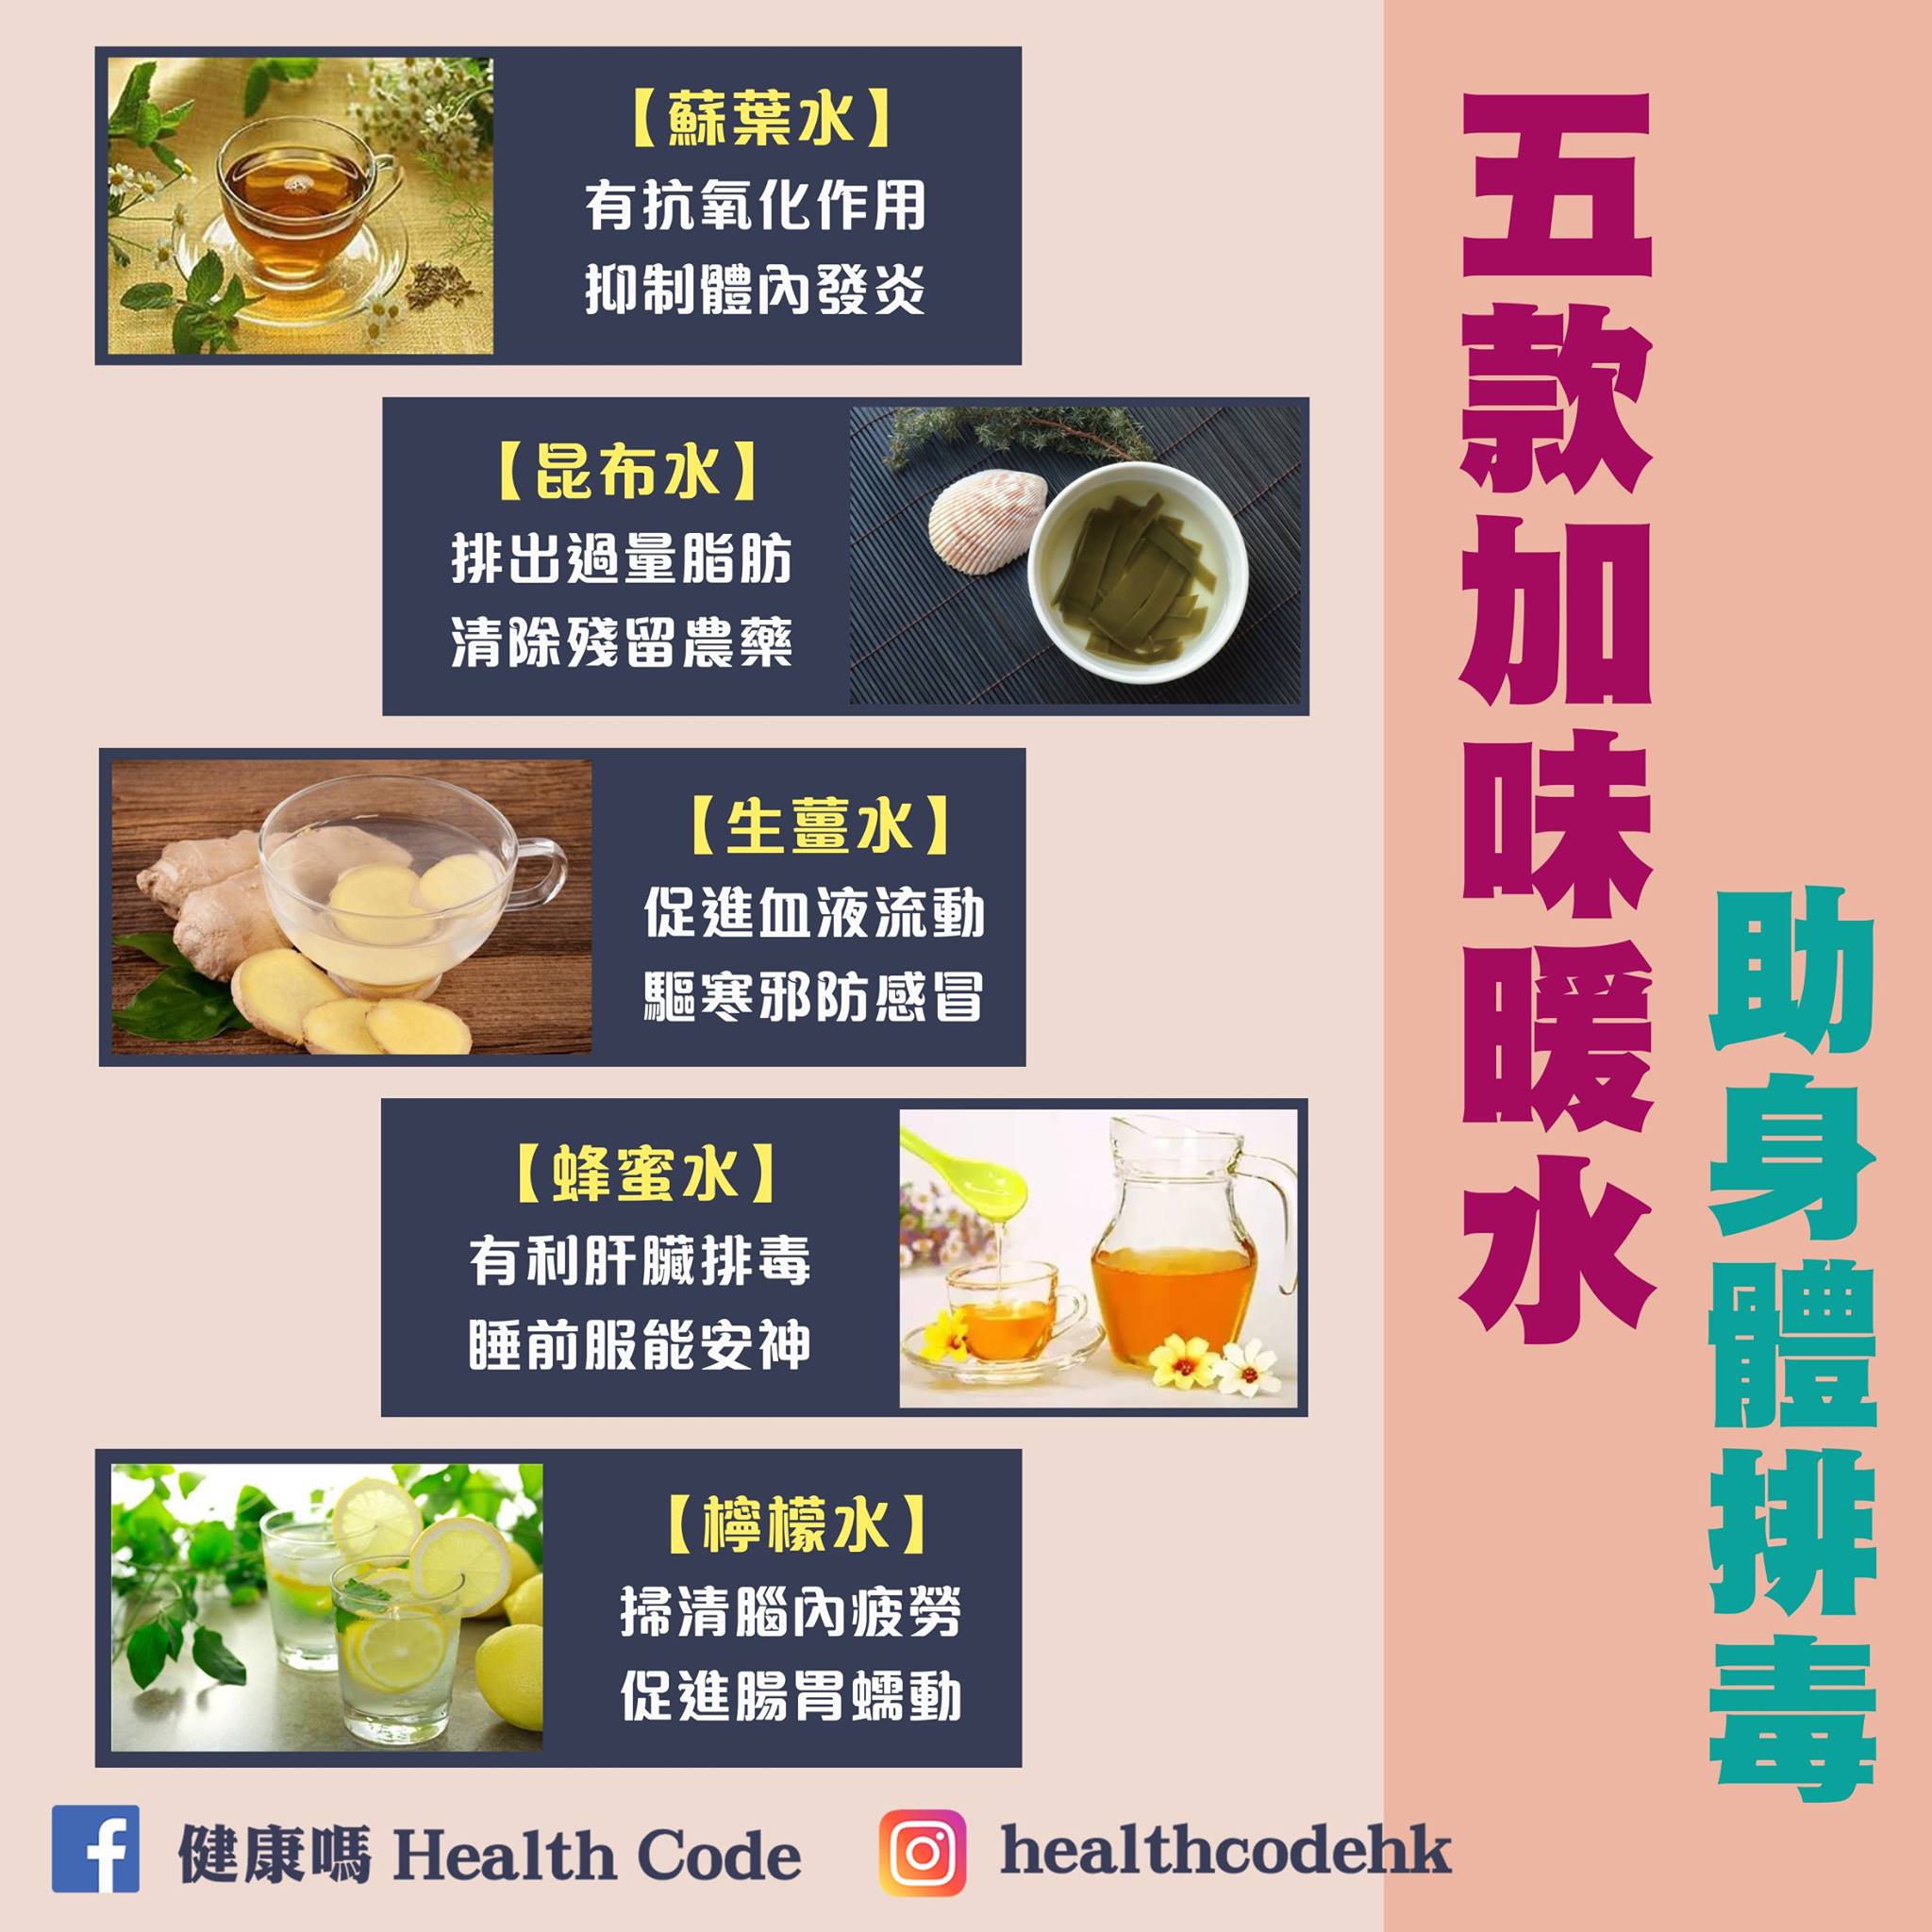 五款加味暖水
助身體排毒
【蘇葉水】
有抗氧化作用
抑制體內發炎
【昆布水】
排出過量脂肪
清除殘留農藥
【生薑水】
促進血液流動
驅寒邪防感冒
【蜂蜜水】
有利肝臟排毒
睡前服能安神
【檸檬水】
掃清腦內疲勞
促進腸胃蠕動
健康嗎 Health Code
healthcodehk